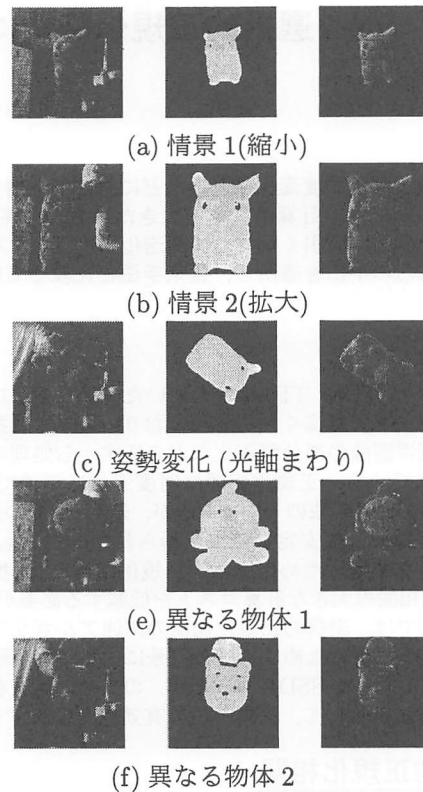 (a) 情景 1(縮小)
(b) 情景 2(拡大)
(c) 姿勢変化 (光軸まわり)
(e) 異なる物体 1
(f) 異なる物体 2